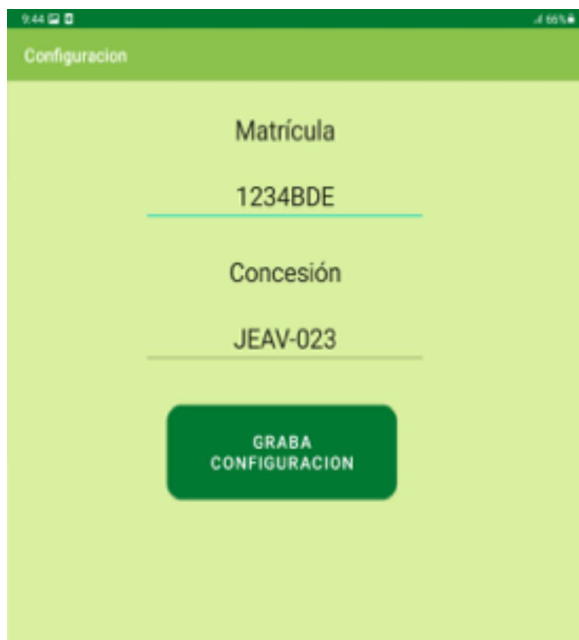 9:44
66%
Configuracion
Matrícula
1234BDE
Concesión
JEAV-023
GRABA
CONFIGURACION